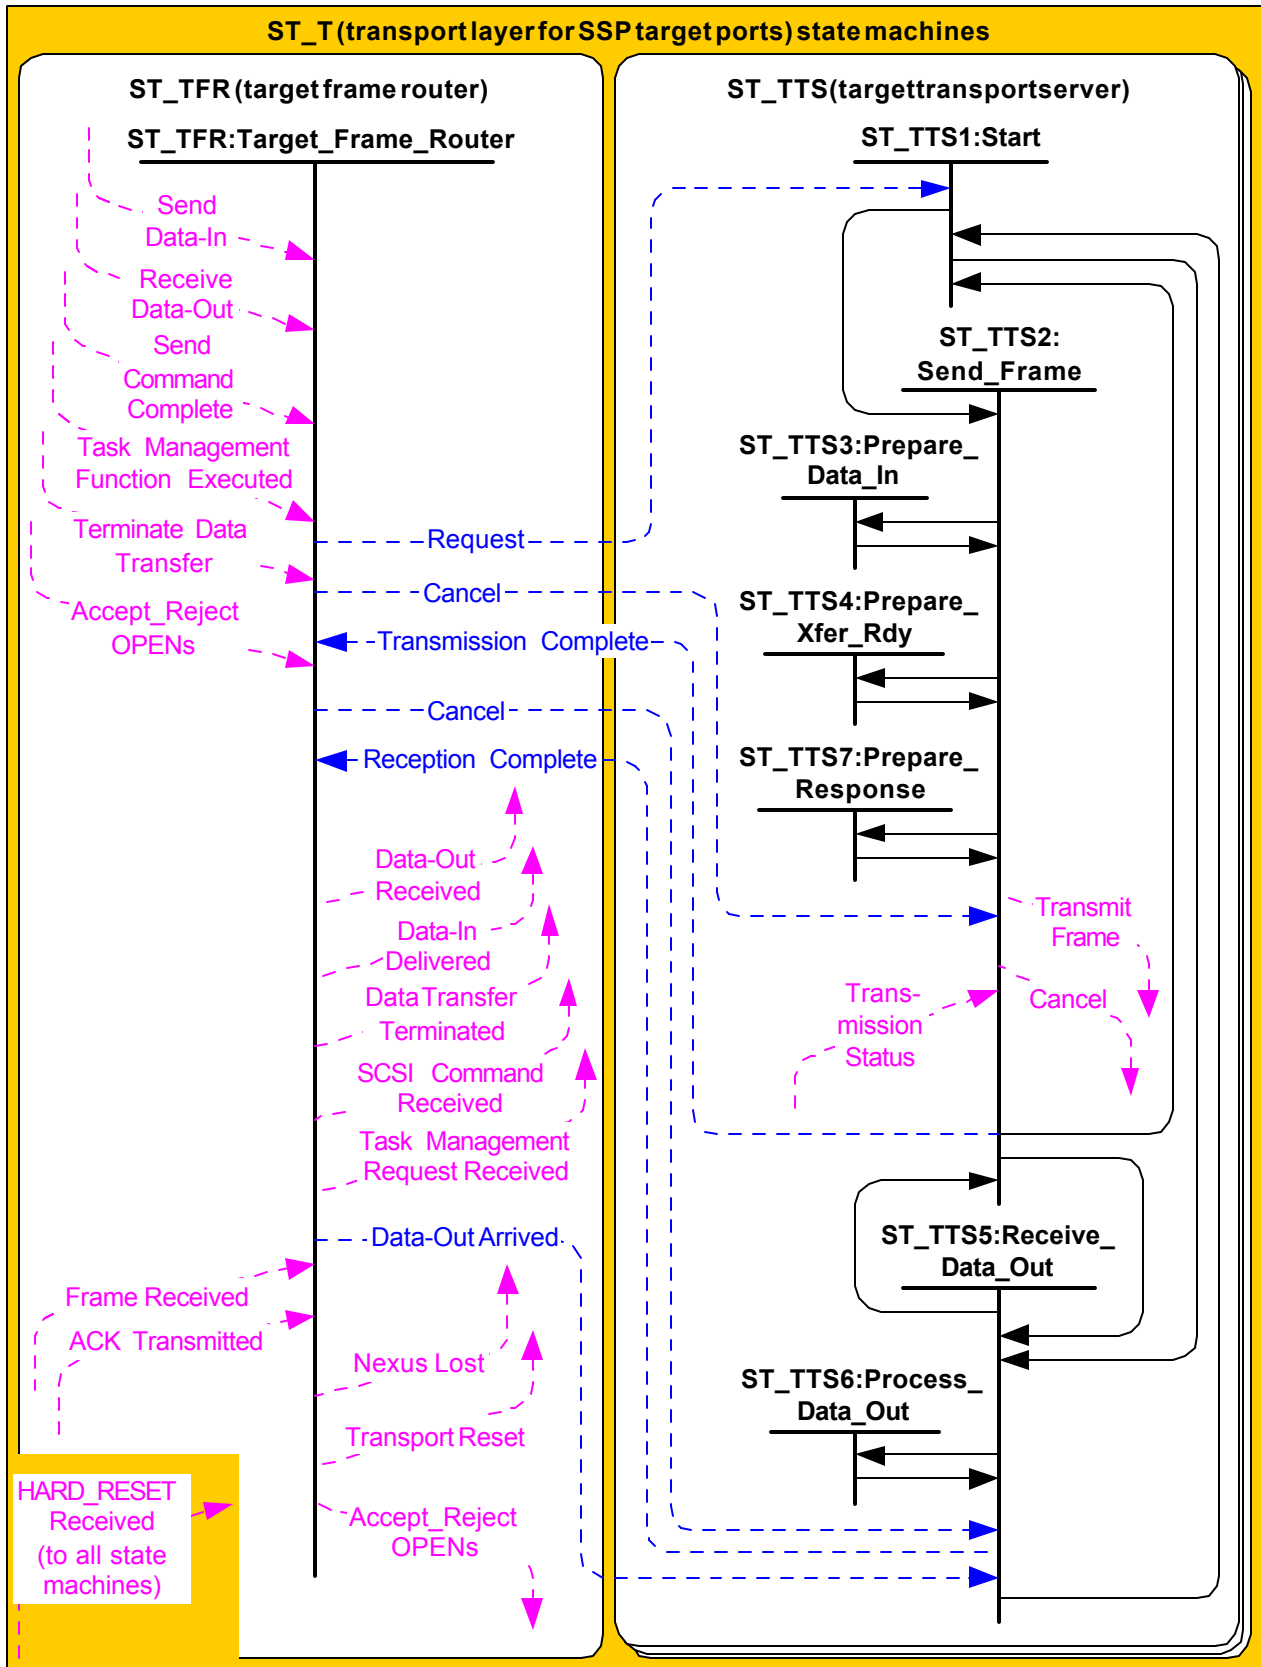 ST_T (transport layer for SSP target ports) state machines
ST_TFR (target frame router)
ST_TFR:Target_Frame_Router
Send
Data-In
Receive
Data-Out
Send
Command
Complete
Task Management
Function Executed
Terminate Data
Transfer
Accept_Reject
OPENs
Request
Cancel
Transmission Complete
Cancel
Reception Complete
Data-Out
Received
Data-In
Delivered
Data Transfer
Terminated
SCSI Command
Received
Task Management
Request Received
Data-Out Arrived
Frame Received
ACK Transmitted
Nexus Lost
Transport Reset
HARD_RESET
Received
(to all state
machines)
Accept_Reject
OPENs
ST_TTS (target transport server)
ST_TTS1:Start
ST_TTS2:
Send_Frame
ST_TTS3:Prepare_
Data_In
ST_TTS4:Prepare_
Xfer_Rdy
ST_TTS7:Prepare_
Response
Transmit
Frame
Trans-
mission
Status
Cancel
ST_TTS5:Receive_
Data_Out
ST_TTS6:Process_
Data_Out